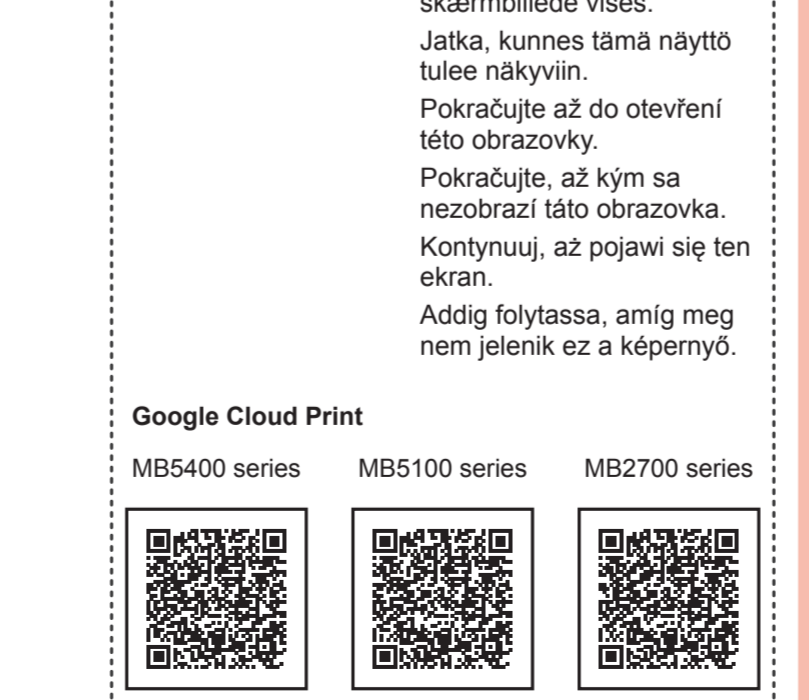 skærmbillede vises.
Jatka, kunnes tämä näyttö
tulee näkyviin.
Pokračujte až do otevření
této obrazovky.
Pokračujte, až kým sa
nezobrazí táto obrazovka.
Kontynuuj, aż pojawi się ten
ekran.
Addig folytassa, amíg meg
nem jelenik ez a képernyő.
Google Cloud Print
MB5400 series MB5100 series MB2700 series